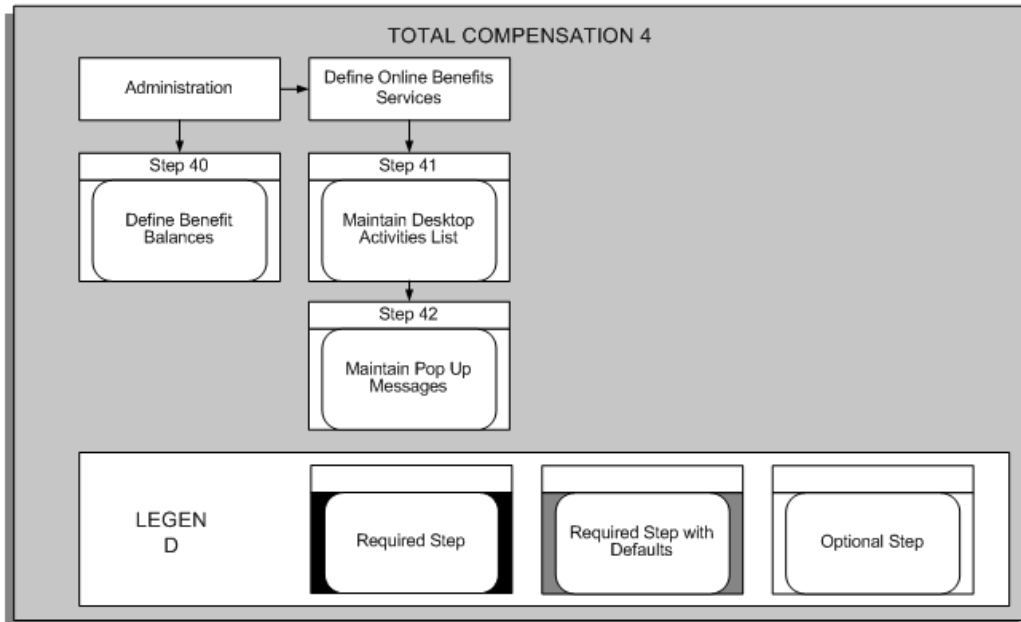 TOTAL COMPENSATION 4
Administration
Define Online Benefits
Services
Step 40
Define Benefit
Balances
Step 41
Maintain Desktop
Activities List
Step 42
Maintain Pop Up
Messages
LEGEN
D
Required Step
Required Step with
Defaults
Optional Step